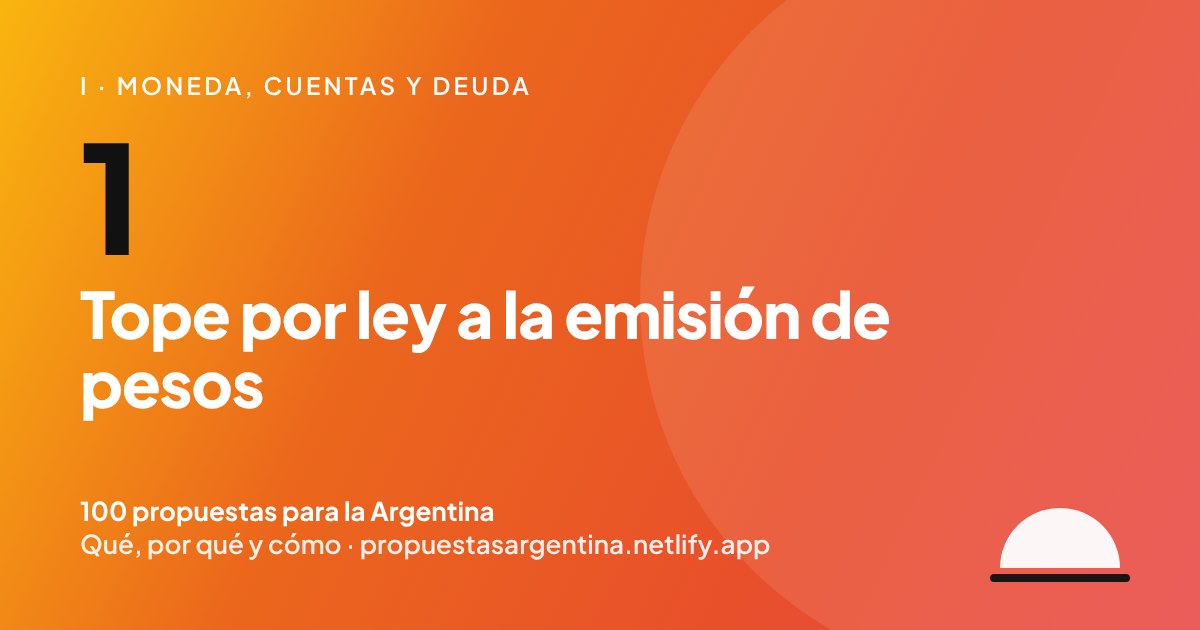 I · MONEDA, CUENTAS Y DEUDA
1
Tope por ley a la emisión de
pesos
100 propuestas para la Argentina
Qué, por qué y cómo · propuestasargentina.netlify.app